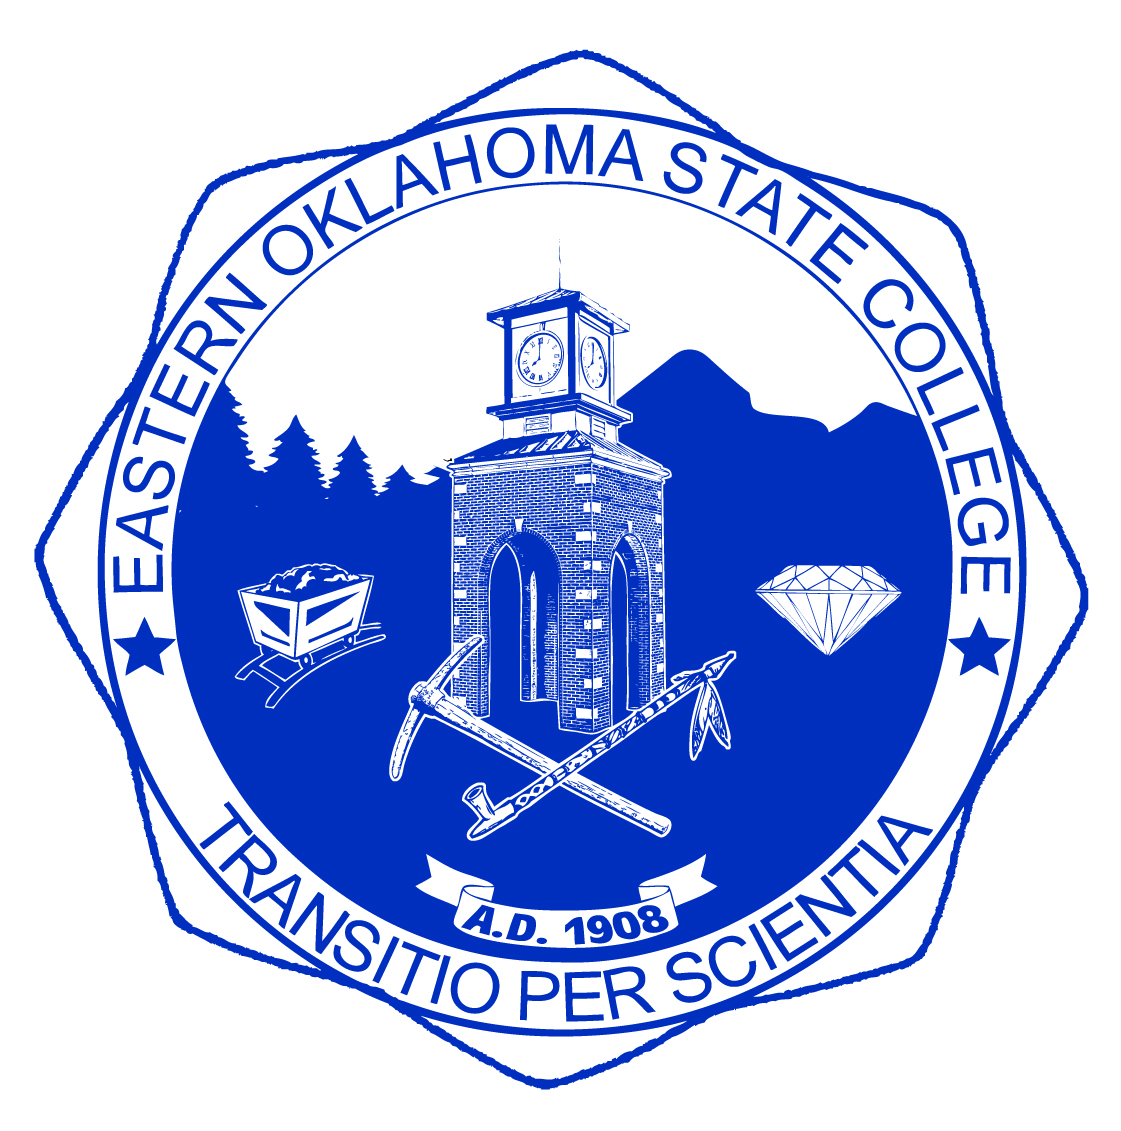 EASTERN OKLAHOMA STATE COLLEGE
A.D. 1908
TRANSITIO PER SCIENTIA